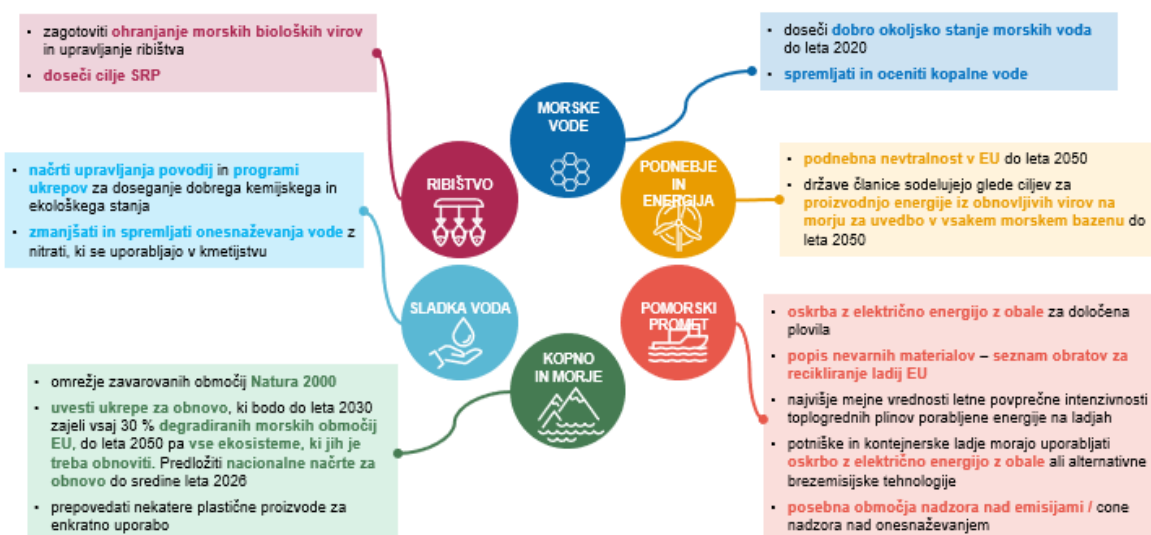 • zagotoviti ohranjanje morskih bioloških virov
in upravljanje ribištva
• doseči cilje SRP
• doseči dobro okoljsko stanje morskih voda
do leta 2020
• spremljati in oceniti kopalne vode
MORSKE
VODE
• načrti upravljanja povodij in programi
ukrepov za doseganje dobrega kemijskega in
ekološkega stanja
• zmanjšati in spremljati onesnaževanja vode z
nitrati, ki se uporabljajo v kmetijstvu
RIBIŠTVO
PODNEBJE
IN
ENERGIJA
• podnebna nevtralnost v EU do leta 2050
• države članice sodelujejo glede ciljev za
proizvodnjo energije iz obnovljivih virov na
morju za uvedbo v vsakem morskem bazenu do
leta 2050
SLADKA VODA
POMORSKI
PROMET
• oskrba z električno energijo z obale za določena
plovila
• popis nevarnih materialov – seznam obratov za
recikliranje ladij EU
• najvišje mejne vrednosti letne povprečne intenzivnosti
toplogrednih plinov porabljene energije na ladjah
• potniške in kontejnerske ladje morajo uporabljati
oskrbo z električno energijo z obale ali alternativne
brezemisijske tehnologije
• posebna območja nadzora nad emisijami / cone
nadzora nad onesnaževanjem
KOPNO
IN MORJE
• omrežje zavarovanih območij Natura 2000
• uvesti ukrepe za obnovo, ki bodo do leta 2030
zajeli vsaj 30 % degradiranih morskih območij
EU, do leta 2050 pa vse ekosisteme, ki jih je
treba obnoviti. Predložiti nacionalne načrte za
obnovo do sredine leta 2026
• prepovedati nekatere plastične proizvode za
enkratno uporabo